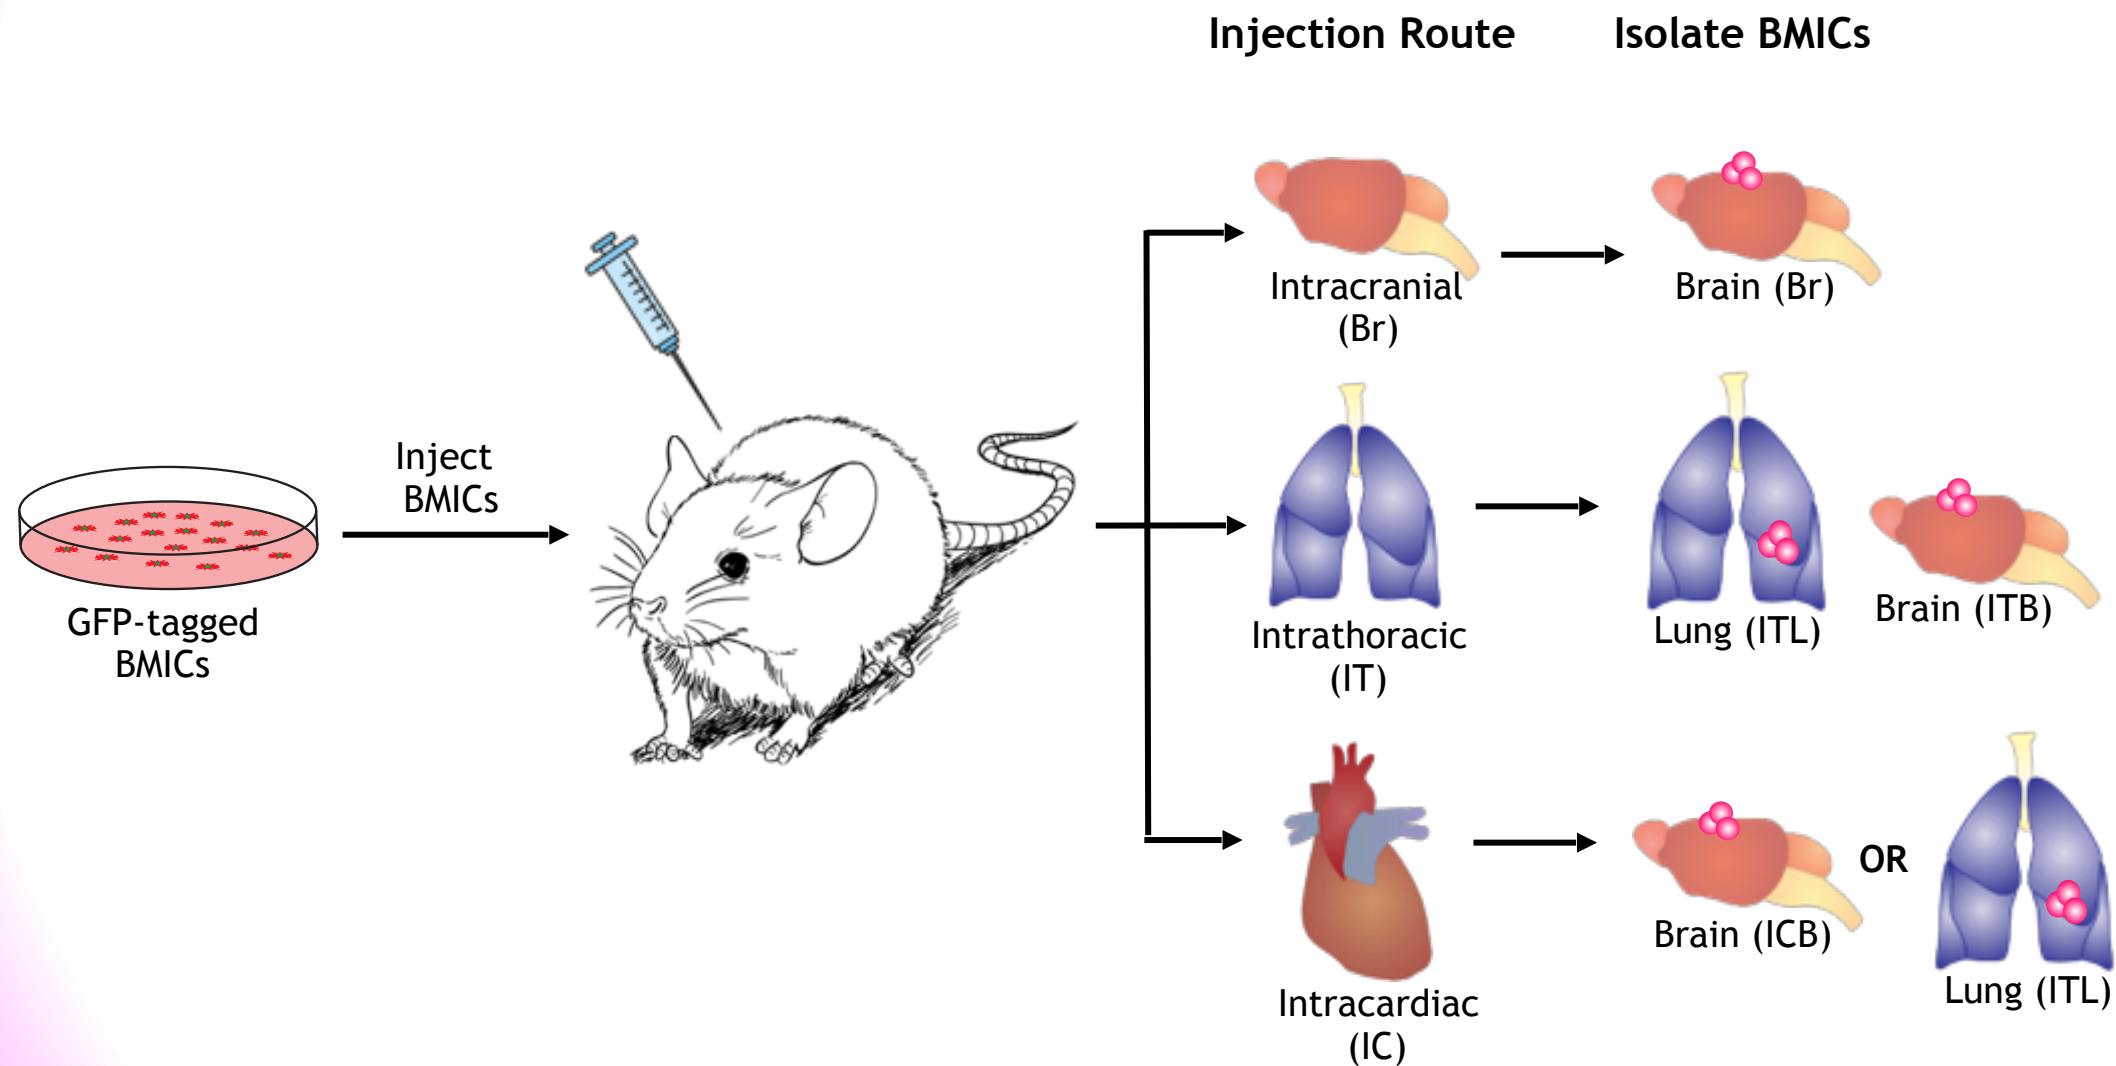 Injection Route
Isolate BMICs
Inject
BMICs
GFP-tagged
BMICs
Intracranial
(Br)
Brain (Br)
Intrathoracic
(IT)
Lung (ITL)
Brain (ITB)
Intracardiac
(IC)
Brain (ICB)
OR
Lung (ITL)